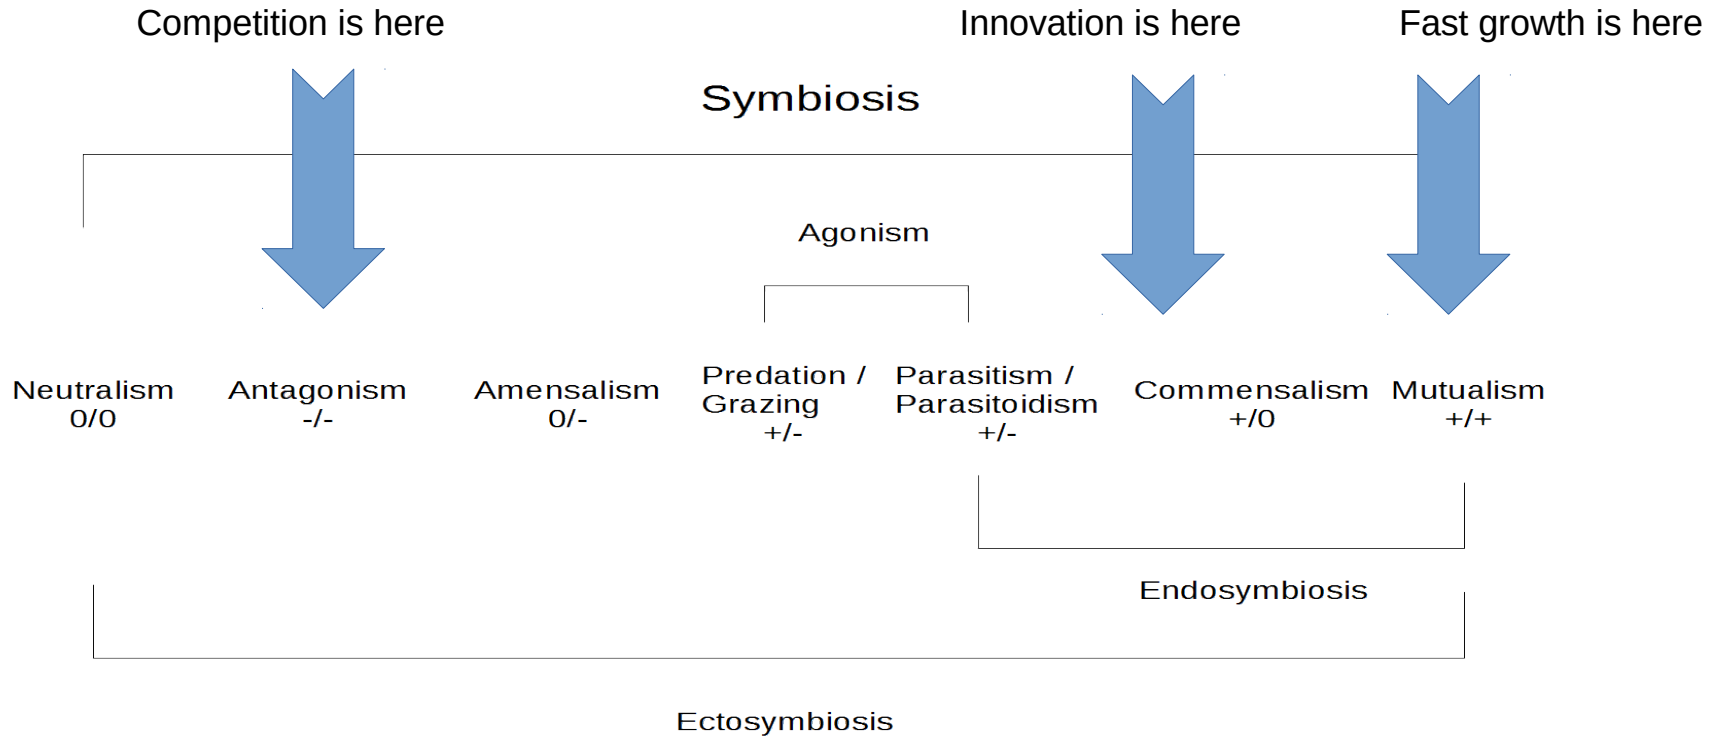 Competition is here
Innovation is here
Fast growth is here
Symbiosis
Agonism
Neutralism
0/0
Antagonism
-/-
Amensalism
0/-
Predation /
Grazing
+/-
Parasitism /
Parasitoidism
+/-
Commensalism
+/0
Mutualism
+/+
Endosymbiosis
Ectosymbiosis